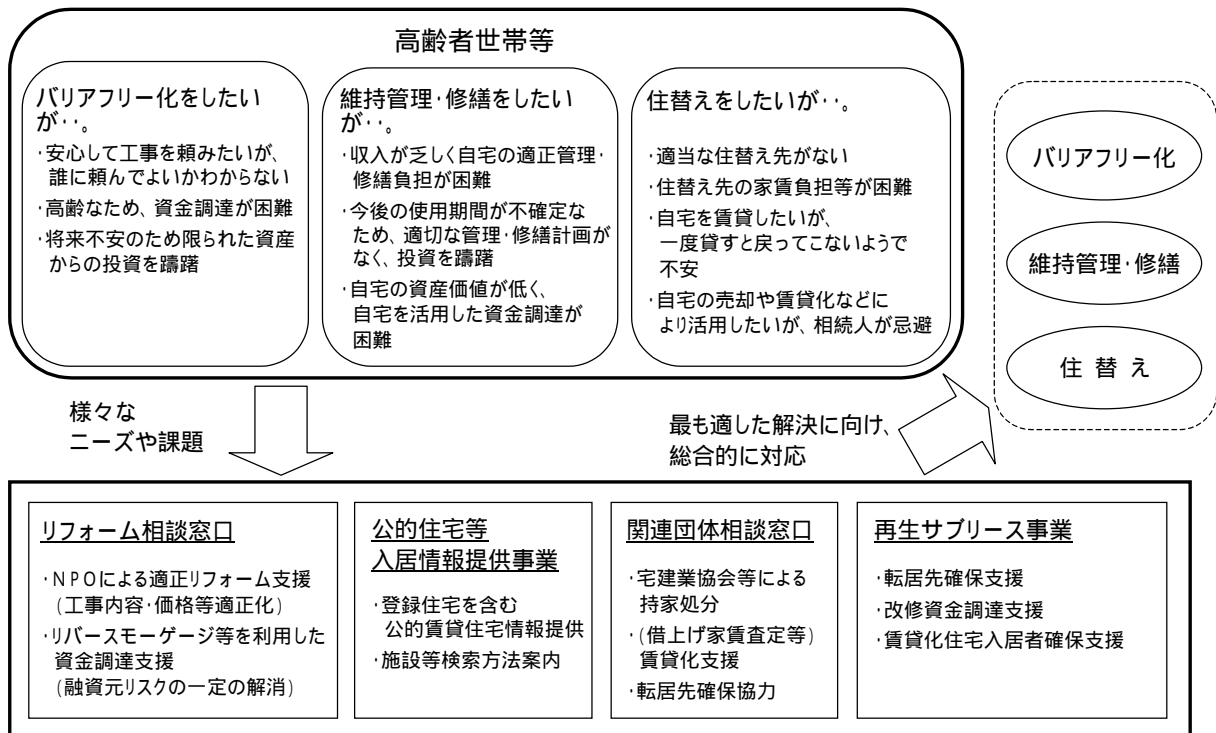 高齢者世帯等
バリアフリー化をしたい
が‥。
・安心して工事を頼みたいが、
誰に頼んでよいかわからない
・高齢なため、資金調達が困難
・将来不安のため限られた資産
からの投資を躊躇
維持管理・修繕をしたい
が‥。
・収入が乏しく自宅の適正管理・
修繕負担が困難
・今後の使用期間が不確定な
ため、適切な管理・修繕計画が
なく、投資を躊躇
・自宅の資産価値が低く、
自宅を活用した資金調達が
困難
住替えをしたいが‥。
・適当な住替え先がない
・住替え先の家賃負担等が困難
・自宅を賃貸したいが、
一度貸すと戻ってこないようで
不安
・自宅の売却や賃貸化などに
より活用したいが、相続人が忌避
バリアフリー化
維持管理・修繕
住 替 え
様々な
ニーズや課題
最も適した解決に向け、
総合的に対応
リフォーム相談窓口
・NPOによる適正リフォーム支援
(工事内容・価格等適正化)
・リバースモーゲージ等を利用した
資金調達支援
(融資元リスクの一定の解消)
公的住宅等
入居情報提供事業
・登録住宅を含む
公的賃貸住宅情報提供
・施設等検索方法案内
関連団体相談窓口
・宅建業協会等による
持家処分
・(借上げ家賃査定等)
賃貸化支援
・転居先確保協力
再生サブリース事業
・転居先確保支援
・改修資金調達支援
・賃貸化住宅入居者確保支援